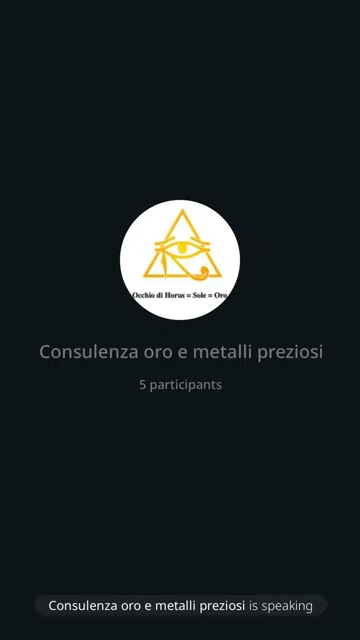 Occhio di Horus = Sole = Oro
Consulenza oro e metalli preziosi
5 participants
Consulenza oro e metalli preziosi is speaking